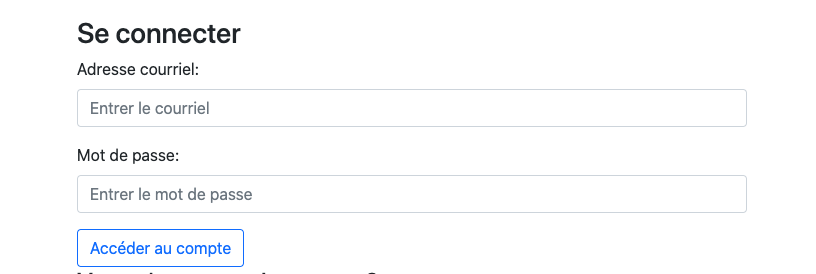 Se connecter
Adresse courriel:
Entrer le courriel
Mot de passe:
Entrer le mot de passe
Accéder au compte